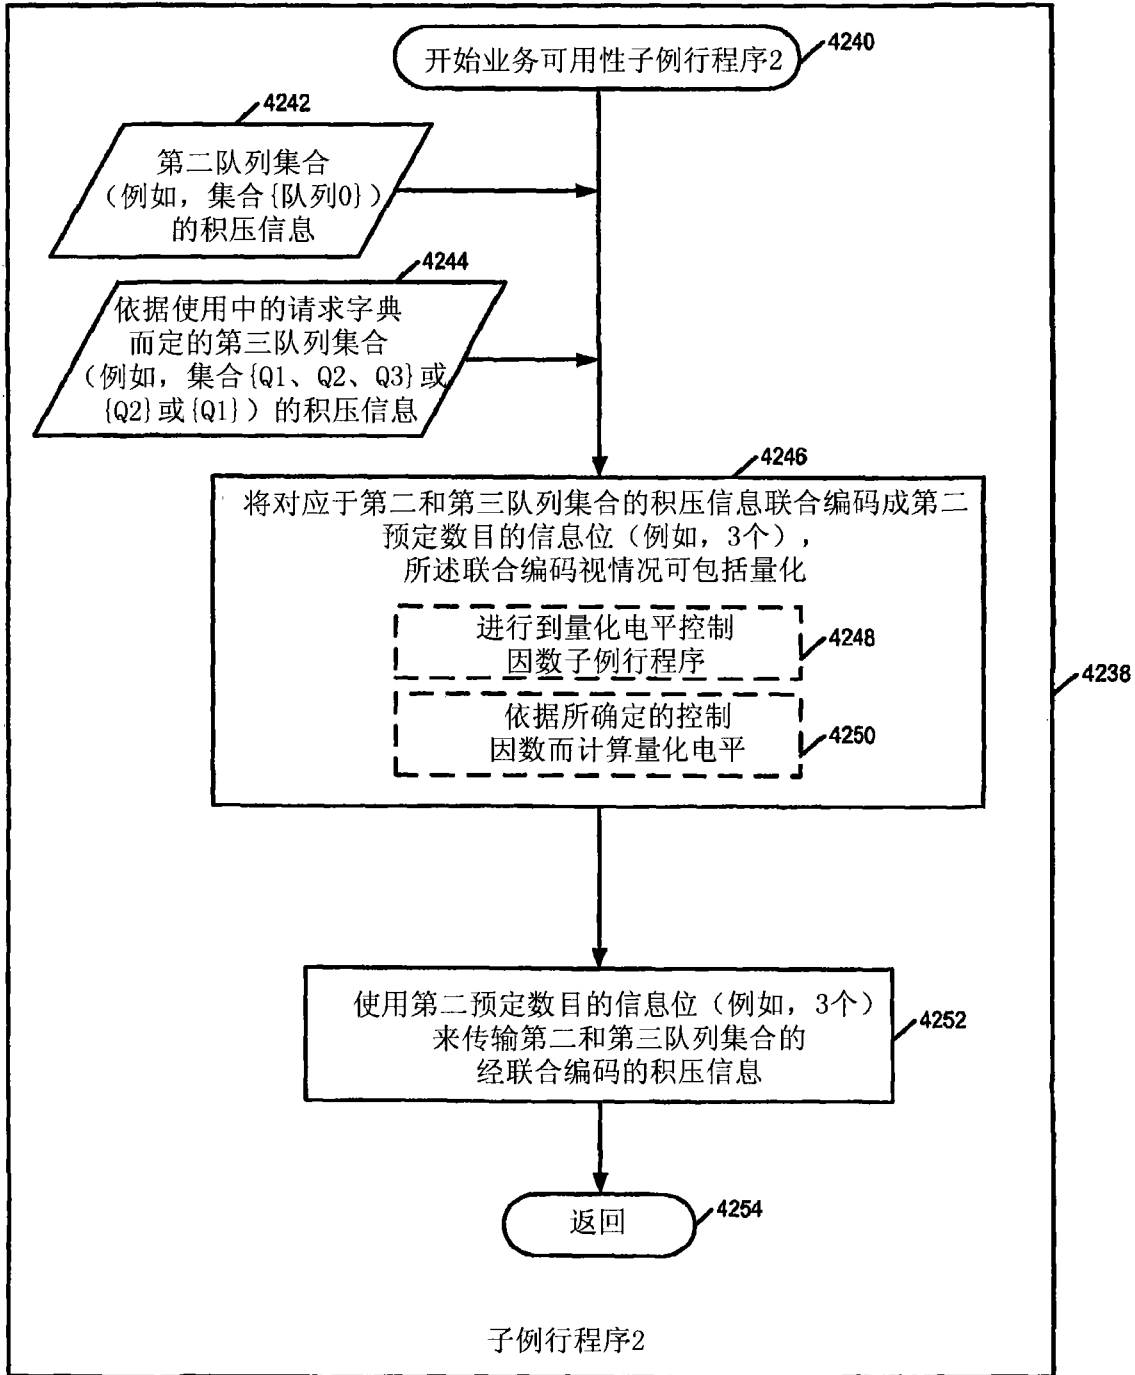 开始业务可用性子例行程序2
4240
4242
第二队列集合
（例如，集合{队列0}）
的积压信息
4244
依据使用中的请求字典
而定的第三队列集合
（例如，集合{Q1、Q2、Q3}或
{Q2}或{Q1}）的积压信息
4246
将对应于第二和第三队列集合的积压信息联合编码成第二
预定数目的信息位（例如，3个），
所述联合编码视情况可包括量化
进行到量化电平控制
因数子例行程序
4248
4238
依据所确定的控制
因数而计算量化电平
4250
使用第二预定数目的信息位（例如，3个）
来传输第二和第三队列集合的
经联合编码的积压信息
4252
返回
4254
子例行程序2